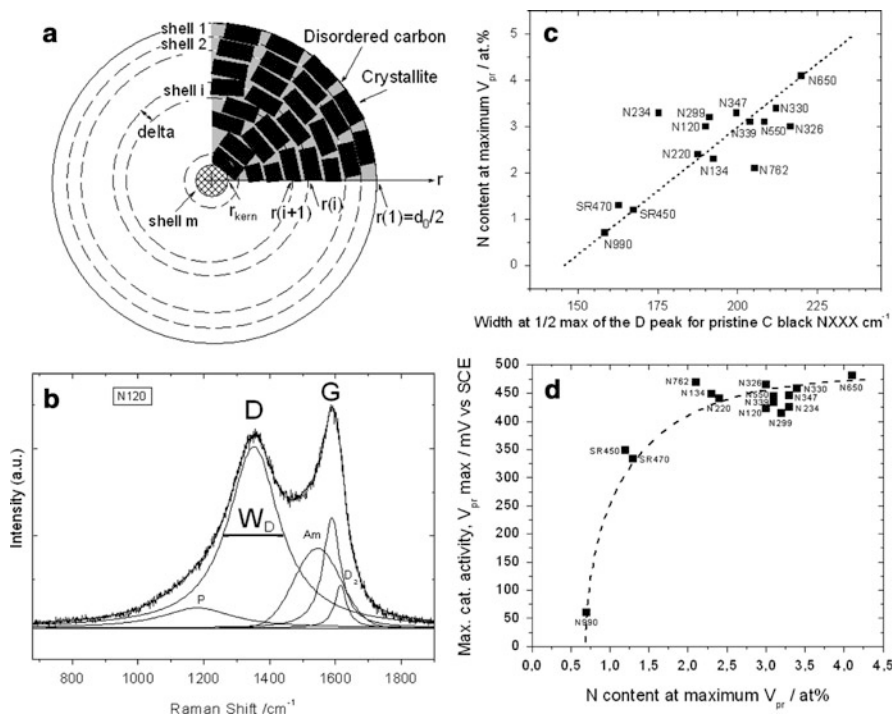 a
shell 1
shell 2
shell i
delta
shell m
Disordered carbon
Crystallite
r
r kern
r(i+1)
r(i)
r(1)=d₀/2
b
N120
D
G
W_D
Am
D₂
P
Intensity (a.u.)
800 1000 1200 1400 1600 1800
Raman Shift /cm⁻¹
c
N content at maximum V_pr / at.%
5
4
3
2
1
0
N650
N234
N299
N347
N330
N120
N339
N550
N326
N220
N134
N762
SR470
SR450
N990
150 175 200 225
Width at 1/2 max of the D peak for pristine C black NXXX cm⁻¹
d
Max. cat. activity, V_pr max / mV vs SCE
500
450
400
350
300
250
200
150
100
50
0
N762
N134
N220
N326
N550
N339
N120
N330
N347
N234
N299
N650
SR450
SR470
N990
0,0 0,5 1,0 1,5 2,0 2,5 3,0 3,5 4,0 4,5
N content at maximum V_pr / at%